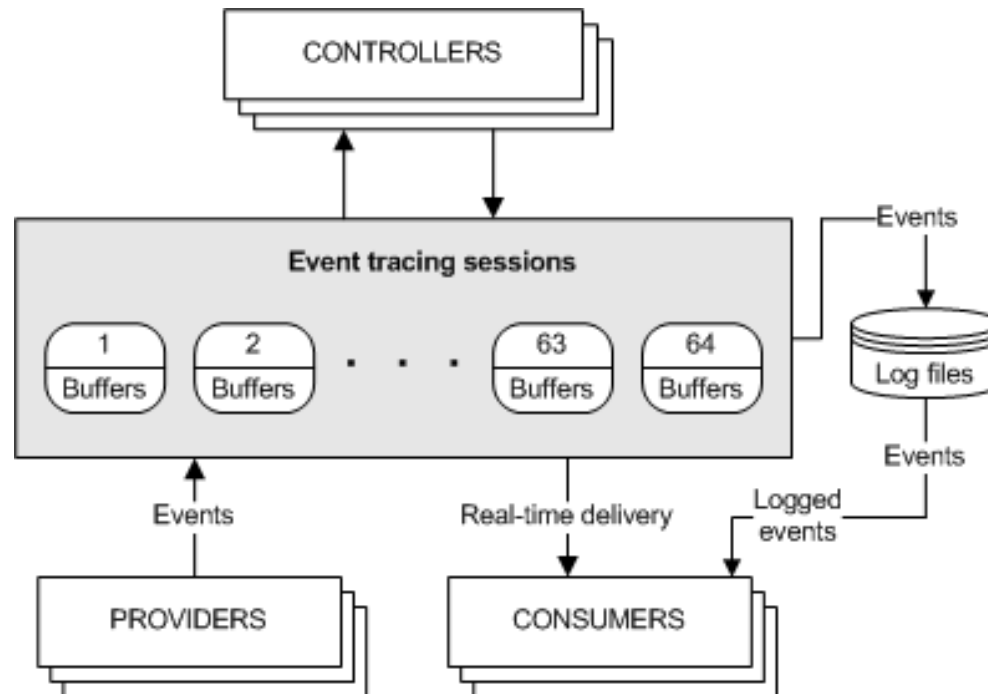 CONTROLLERS
Event tracing sessions
1
Buffers
2
Buffers
. . .
63
Buffers
64
Buffers
Events
Log files
Events
Events
Real-time delivery
Logged
events
PROVIDERS
CONSUMERS